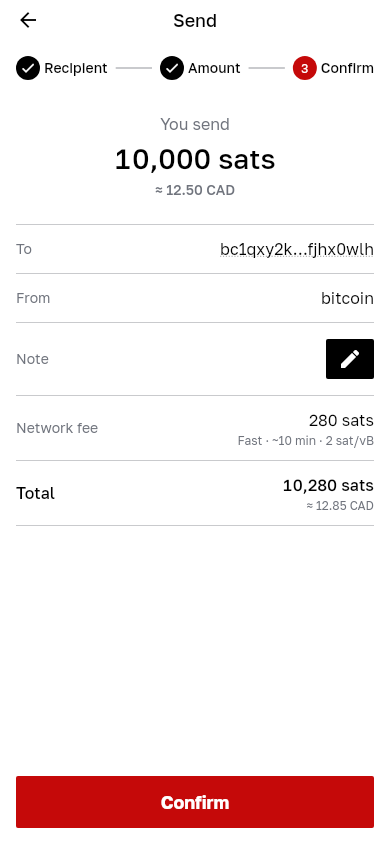 Send
Recipient
Amount
3 Confirm
You send
10,000 sats
≈ 12.50 CAD
To
bc1qxy2k...fjhx0wlh
From
bitcoin
Note
Network fee
280 sats
Fast · ~10 min · 2 sat/vB
Total
10,280 sats
≈ 12.85 CAD
Confirm